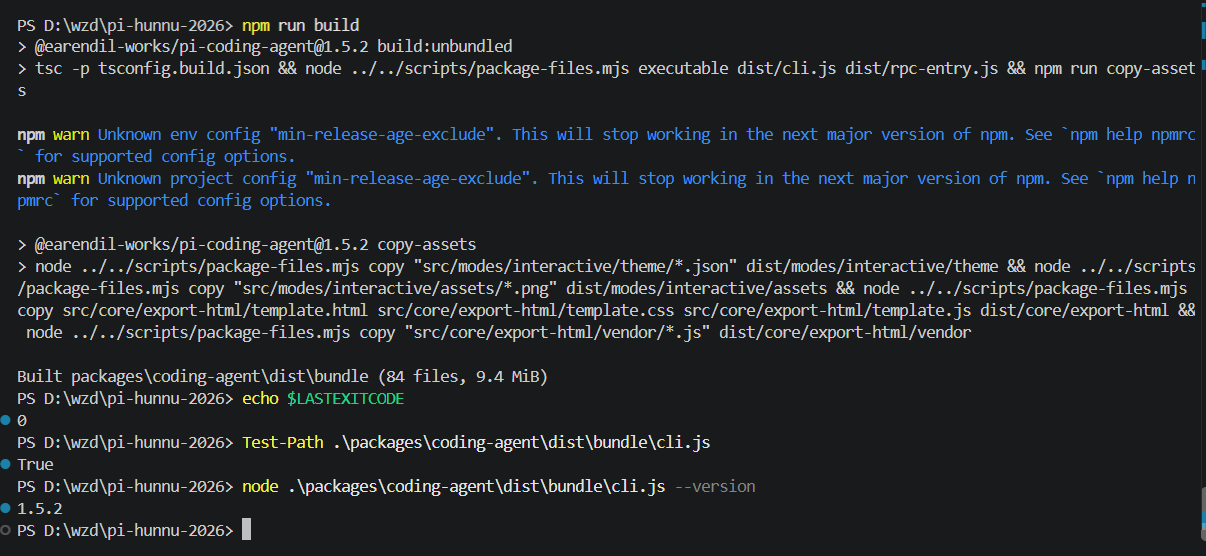 PS D:\wzd\pi-hunnu-2026> npm run build
> @earendil-works/pi-coding-agent@1.5.2 build:unbundled
> tsc -p tsconfig.build.json && node ../../scripts/package-files.mjs executable dist/cli.js dist/rpc-entry.js && npm run copy-asset
s
npm warn Unknown env config "min-release-age-exclude". This will stop working in the next major version of npm. See `npm help npmrc
` for supported config options.
npm warn Unknown project config "min-release-age-exclude". This will stop working in the next major version of npm. See `npm help n
pmrc` for supported config options.
> @earendil-works/pi-coding-agent@1.5.2 copy-assets
> node ../../scripts/package-files.mjs copy "src/modes/interactive/theme/*.json" dist/modes/interactive/theme && node ../../scripts
/package-files.mjs copy "src/modes/interactive/assets/*.png" dist/modes/interactive/assets && node ../../scripts/package-files.mjs
copy src/core/export-html/template.html src/core/export-html/template.css src/core/export-html/template.js dist/core/export-html &&
node ../../scripts/package-files.mjs copy "src/core/export-html/vendor/*.js" dist/core/export-html/vendor
Built packages\coding-agent\dist\bundle (84 files, 9.4 MiB)
PS D:\wzd\pi-hunnu-2026> echo $LASTEXITCODE
0
PS D:\wzd\pi-hunnu-2026> Test-Path .\packages\coding-agent\dist\bundle\cli.js
True
PS D:\wzd\pi-hunnu-2026> node .\packages\coding-agent\dist\bundle\cli.js --version
1.5.2
PS D:\wzd\pi-hunnu-2026>